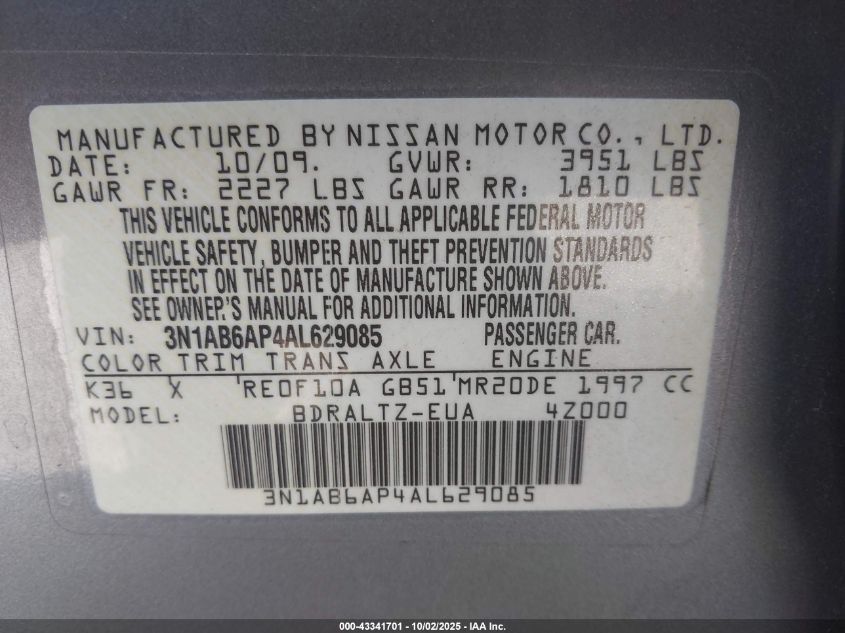 MANUFACTURED BY NISSAN MOTOR CO., LTD.
DATE: 10/09. GVWR: 3951 LBS
GAWR FR: 2227 LBS GAWR RR: 1810 LBS
THIS VEHICLE CONFORMS TO ALL APPLICABLE FEDERAL MOTOR
VEHICLE SAFETY, BUMPER AND THEFT PREVENTION STANDARDS
IN EFFECT ON THE DATE OF MANUFACTURE SHOWN ABOVE.
SEE OWNER'S MANUAL FOR ADDITIONAL INFORMATION.
VIN: 3N1AB6AP4AL629085 PASSENGER CAR.
COLOR TRIM TRANS AXLE ENGINE
K36 X RE0F10A GB51 MR20DE 1997 CC
MODEL: BDRALTZ-EUA 4Z000
3N1AB6AP4AL629085
000-43341701 - 10/02/2025 - IAA Inc.